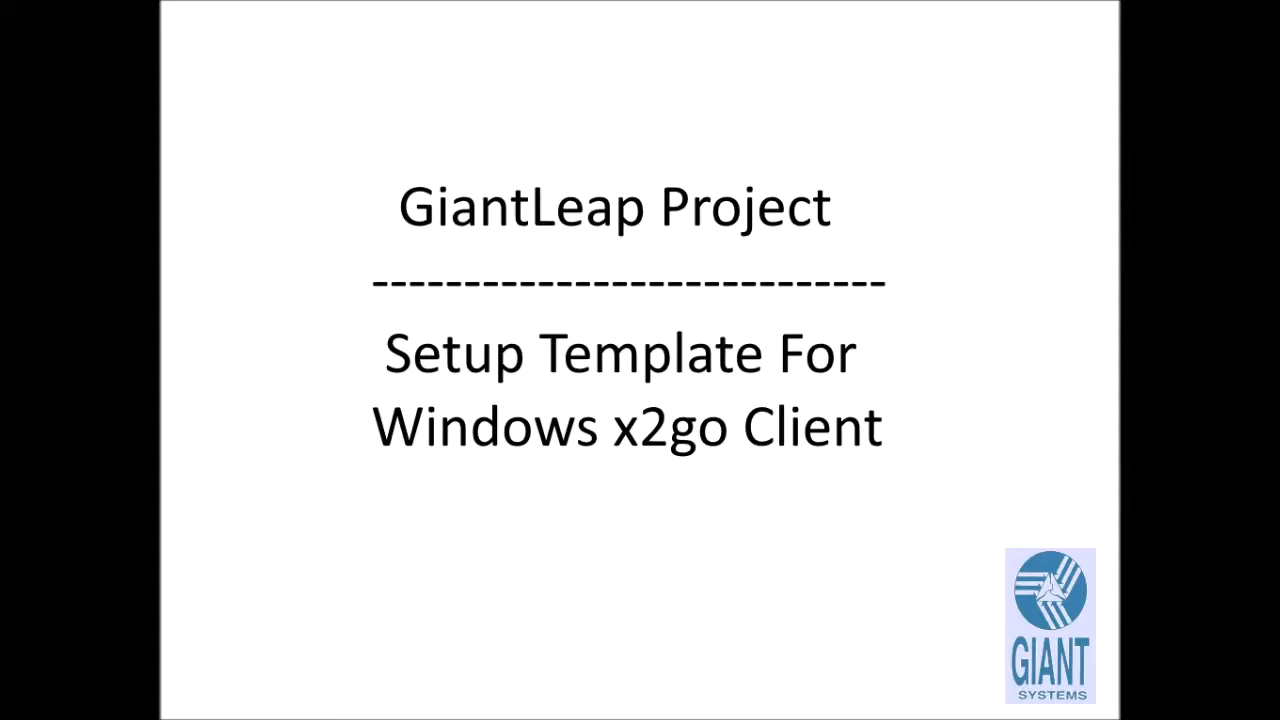 GiantLeap Project
----------------------------
Setup Template For
Windows x2go Client
GIANT
SYSTEMS